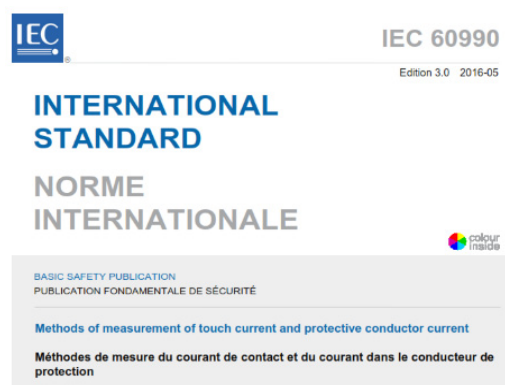 IEC
IEC 60990
®
Edition 3.0 2016-05
INTERNATIONAL
STANDARD
NORME
INTERNATIONALE
colour
inside
BASIC SAFETY PUBLICATION
PUBLICATION FONDAMENTALE DE SÉCURITÉ
Methods of measurement of touch current and protective conductor current
Méthodes de mesure du courant de contact et du courant dans le conducteur de
protection